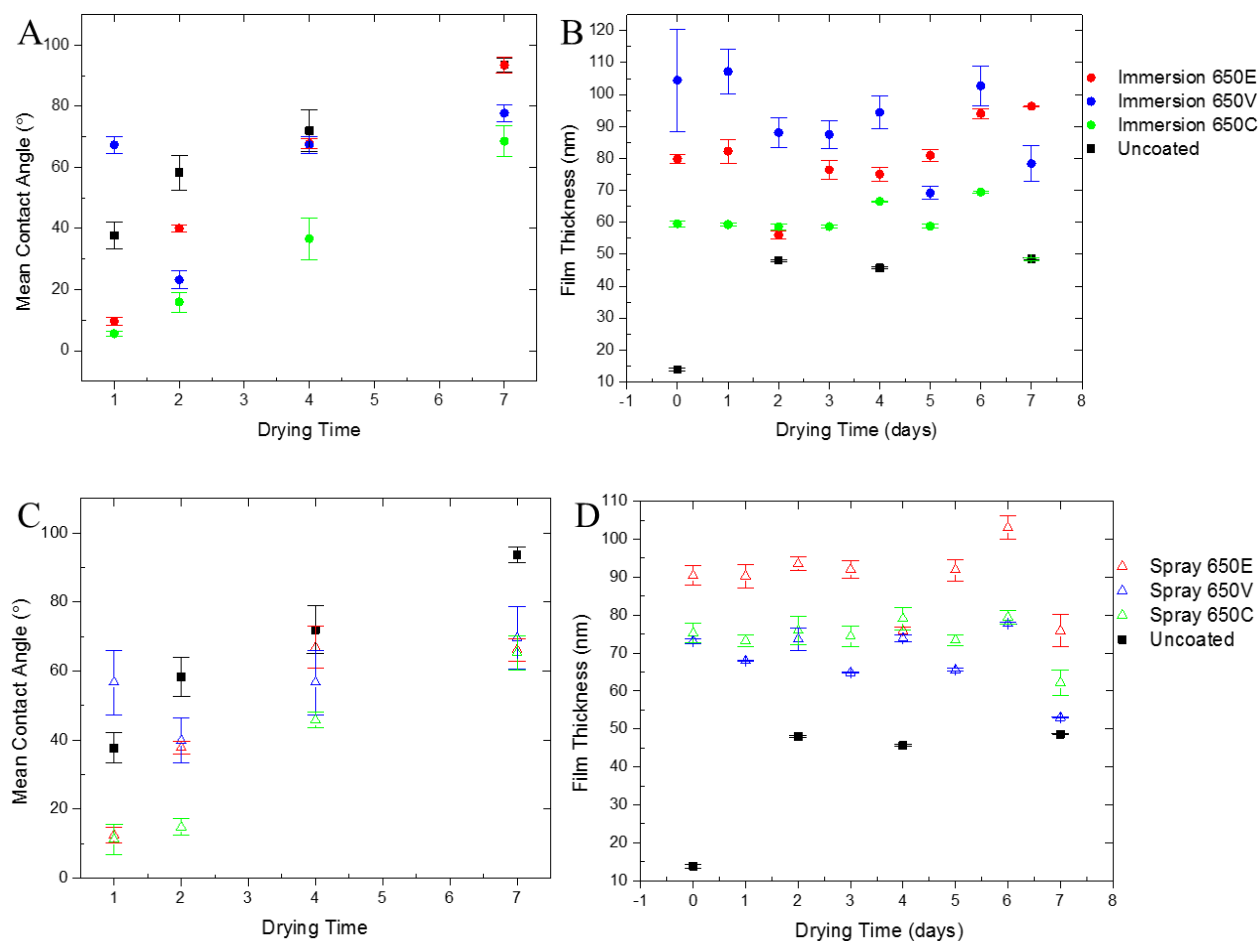 A
Mean Contact Angle (°)
100
80
60
40
20
0
1 2 3 4 5 6 7
Drying Time
B
Film Thickness (nm)
120
110
100
90
80
70
60
50
40
30
20
10
-1 0 1 2 3 4 5 6 7 8
Drying Time (days)
Immersion 650E
Immersion 650V
Immersion 650C
Uncoated
C
Mean Contact Angle (°)
100
80
60
40
20
0
1 2 3 4 5 6 7
Drying Time
D
Film Thickness (nm)
110
100
90
80
70
60
50
40
30
20
10
-1 0 1 2 3 4 5 6 7 8
Drying Time (days)
Spray 650E
Spray 650V
Spray 650C
Uncoated